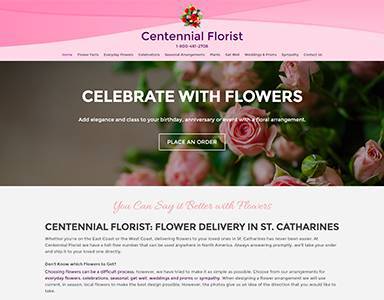 Centennial Florist
1-800-481-2708
Home Flower Facts Everyday Flowers Celebrations Seasonal Arrangements Plants Get Well Weddings & Proms Sympathy Contact Us
CELEBRATE WITH FLOWERS
Add elegance and class to your birthday, anniversary or event with a floral arrangement.
PLACE AN ORDER
You Can Say it Better with Flowers
CENTENNIAL FLORIST: FLOWER DELIVERY IN ST. CATHARINES
Whether you're on the East Coast or the West Coast, delivering flowers to your loved ones in St. Catharines has never been easier. At
Centennial Florist we have a toll-free number that can be used anywhere in North America. Always answering promptly, we'll take your order
and ship it to your loved one directly.
Don't Know which Flowers to Get?
Choosing flowers can be a difficult process, however, we have tried to make it as simple as possible. Choose from our arrangements for
everyday flowers, celebrations, seasonal, get well, weddings and proms or sympathy. When designing a flower arrangement we will use
current, in season, local flowers to make the best design possible. However, the photos give us an idea of the direction that you would like to
take.